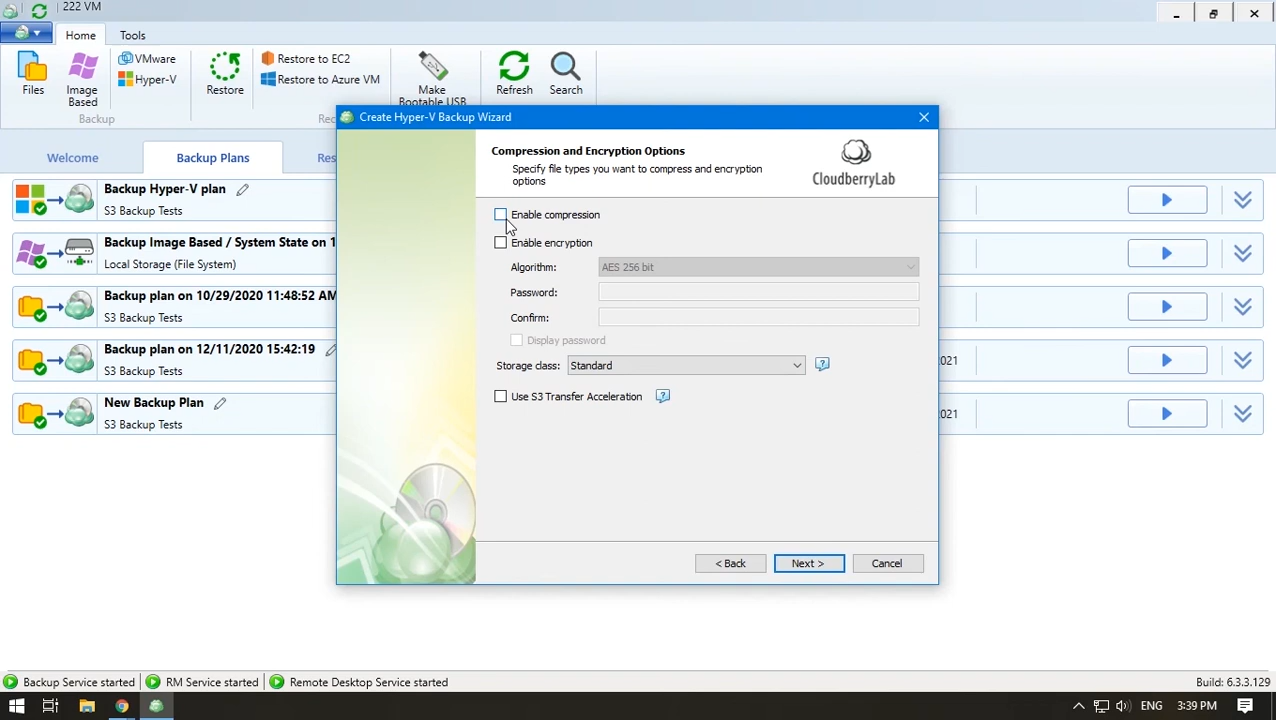 222 VM
Home
Tools
Files
Image
Based
VMware
Hyper-V
Backup
Restore
Restore to EC2
Restore to Azure VM
Rec
Make
Bootable USB
Refresh
Search
Create Hyper-V Backup Wizard
Welcome
Backup Plans
Res
Compression and Encryption Options
Specify file types you want to compress and encryption
options
CloudberryLab
Backup Hyper-V plan
S3 Backup Tests
Backup Image Based / System State on 1
Local Storage (File System)
Backup plan on 10/29/2020 11:48:52 AM
S3 Backup Tests
Backup plan on 12/11/2020 15:42:19
S3 Backup Tests
2021
New Backup Plan
S3 Backup Tests
2021
Enable compression
Enable encryption
Algorithm:
AES 256 bit
Password:
Confirm:
Display password
Storage class:
Standard
Use S3 Transfer Acceleration
< Back
Next >
Cancel
Backup Service started
RM Service started
Remote Desktop Service started
Build: 6.3.3.129
ENG
3:39 PM